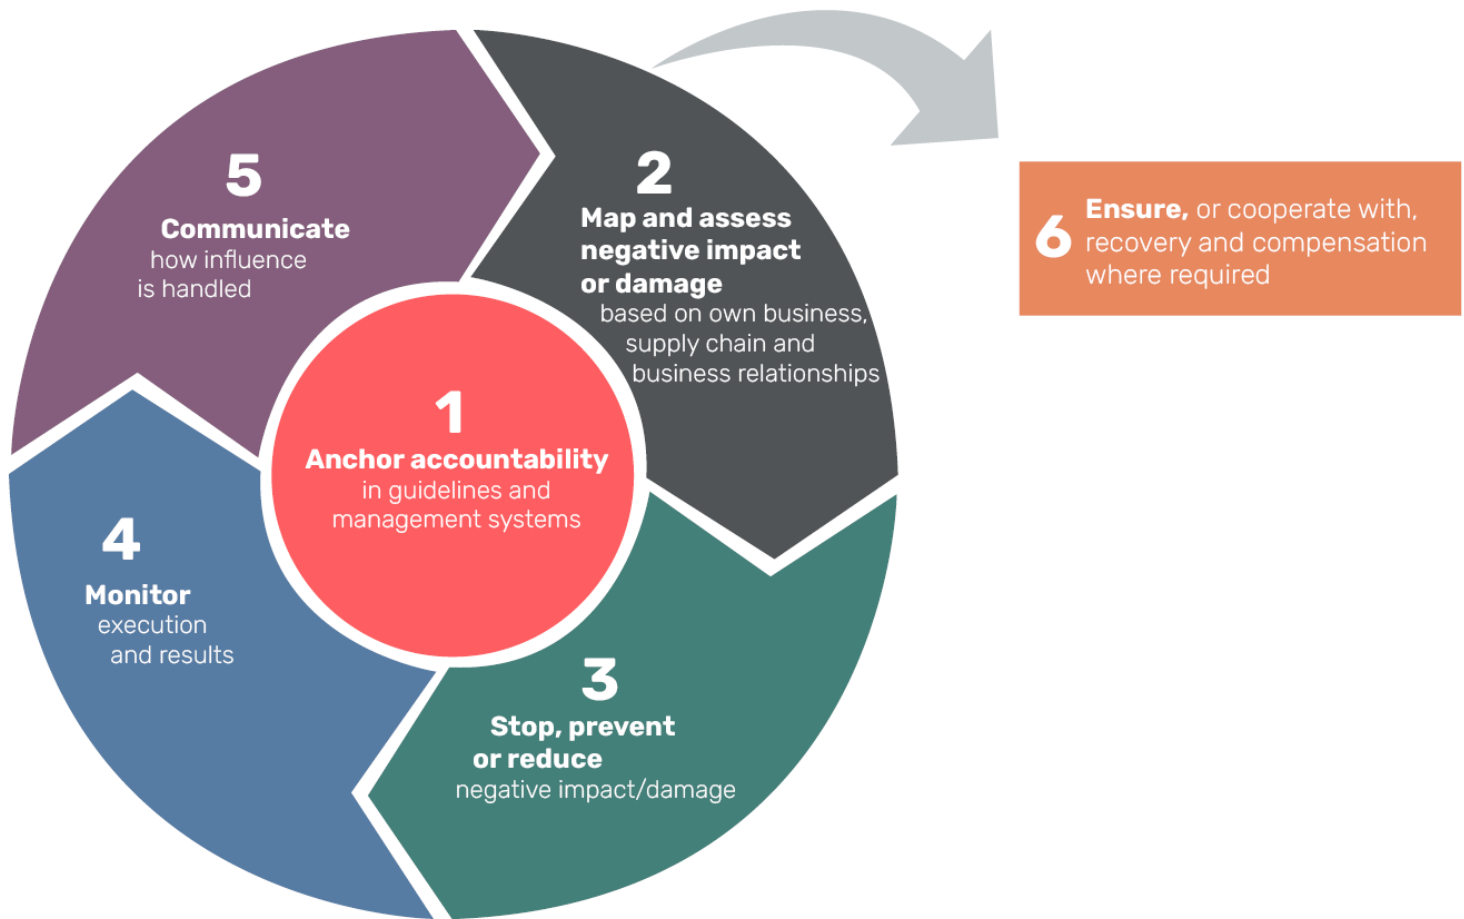 1
Anchor accountability
in guidelines and
management systems
2
Map and assess
negative impact
or damage
based on own business,
supply chain and
business relationships
3
Stop, prevent
or reduce
negative impact/damage
4
Monitor
execution
and results
5
Communicate
how influence
is handled
6
Ensure, or cooperate with,
recovery and compensation
where required